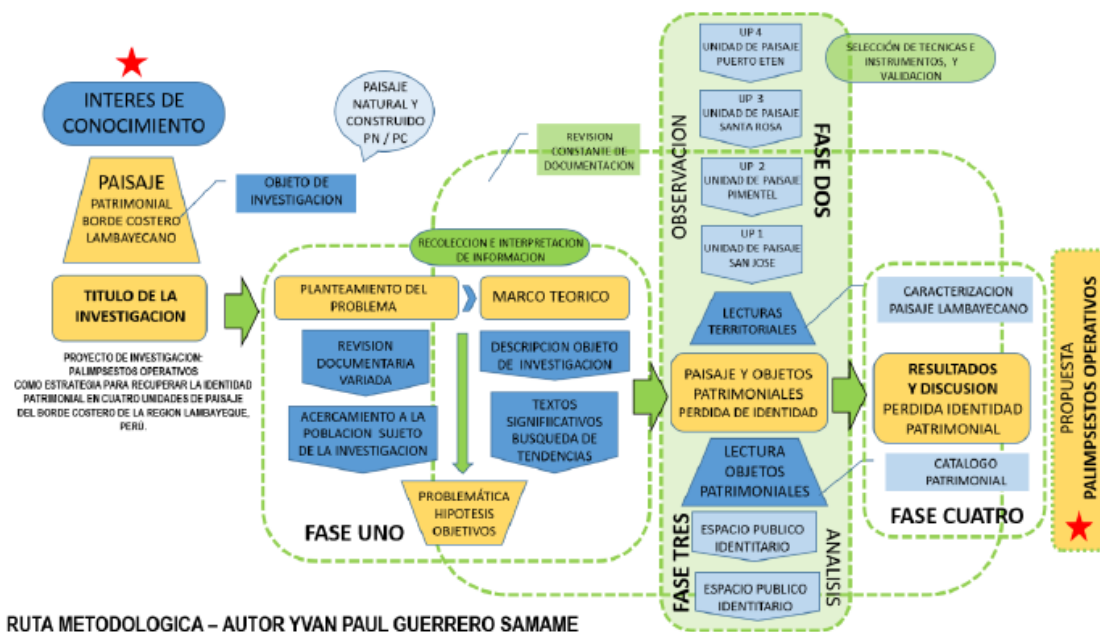 INTERES DE
CONOCIMIENTO
PAISAJE
PATRIMONIAL
BORDE COSTERO
LAMBAYECANO
OBJETO DE
INVESTIGACION
PAISAJE
NATURAL Y
CONSTRUIDO
PN / PC
TITULO DE LA
INVESTIGACION
PROYECTO DE INVESTIGACION:
PALIMPSESTOS OPERATIVOS
COMO ESTRATEGIA PARA RECUPERAR LA IDENTIDAD
PATRIMONIAL EN CUATRO UNIDADES DE PAISAJE
DEL BORDE COSTERO DE LA REGION LAMBAYEQUE,
PERÚ.
REVISION
CONSTANTE DE
DOCUMENTACION
RECOLECCION E INTERPRETACION
DE INFORMACION
PLANTEAMIENTO DEL
PROBLEMA
MARCO TEORICO
REVISION
DOCUMENTARIA
VARIADA
DESCRIPCION OBJETO
DE INVESTIGACION
ACERCAMIENTO A LA
POBLACION SUJETO
DE LA INVESTIGACION
TEXTOS
SIGNIFIICATIVOS
BUSQUEDA DE
TENDENCIAS
PROBLEMÁTICA
HIPOTESIS
OBJETIVOS
FASE UNO
UP 4
UNIDAD DE PAISAJE
PUERTO ETEN
UP 3
UNIDAD DE PAISAJE
SANTA ROSA
UP 2
UNIDAD DE PAISAJE
PIMENTEL
UP 1
UNIDAD DE PAISAJE
SAN JOSE
OBSERVACION
FASE DOS
SELECCIÓN DE TECNICAS E
INSTRUMENTOS, Y
VALIDACION
LECTURAS
TERRITORIALES
PAISAJE Y OBJETOS
PATRIMONIALES
PERDIDA DE IDENTIDAD
LECTURA
OBJETOS
PATRIMONIALES
ESPACIO PUBLICO
IDENTITARIO
ESPACIO PUBLICO
IDENTITARIO
FASE TRES
ANALISIS
CARACTERIZACION
PAISAJE LAMBAYECANO
RESULTADOS
Y DISCUSION
PERDIDA IDENTIDAD
PATRIMONIAL
CATALOGO
PATRIMONIAL
FASE CUATRO
PROPUESTA
PALIMPSESTOS OPERATIVOS
RUTA METODOLOGICA – AUTOR YVAN PAUL GUERRERO SAMAME